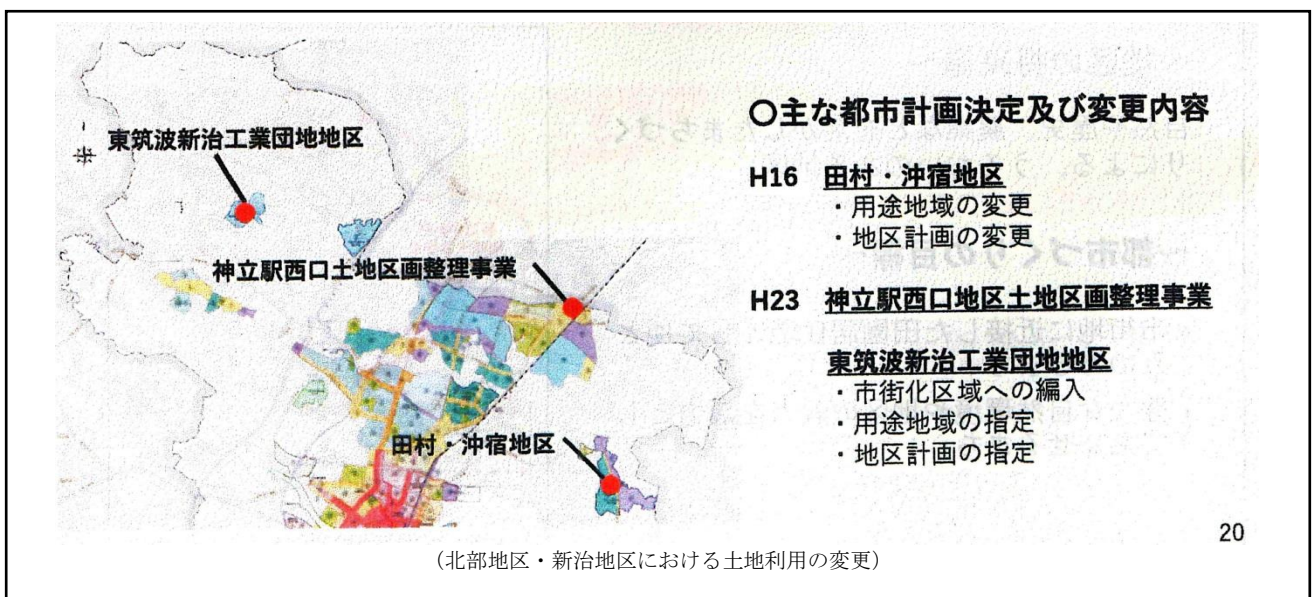 東筑波新治工業団地地区
神立駅西口土地区画整理事業
田村・沖宿地区
○主な都市計画決定及び変更内容
H16 田村・沖宿地区
・用途地域の変更
・地区計画の変更
H23 神立駅西口地区土地区画整理事業
東筑波新治工業団地地区
・市街化区域への編入
・用途地域の指定
・地区計画の指定
20
(北部地区・新治地区における土地利用の変更)